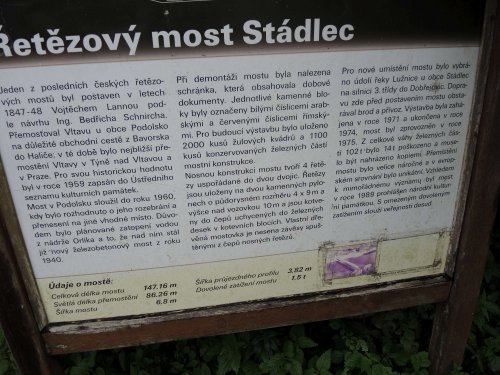 Řetězový most Stádlec
Jeden z posledních českých řetězo-
vých mostů byl postaven v letech
1847-48 Vojtěchem Lannou pod-
le návrhu Ing. Bedřicha Schnircha.
Přemosťoval Vltavu u obce Podolsko
na důležité obchodní cestě z Bavorska
do Haliče, v té době bylo nejbližší pře-
mostění Vltavy v Týně nad Vltavou a
v Praze. Pro svou historickou hodnotu
byl v roce 1959 zapsán do Ústředního
seznamu kulturních památek.
Most v Podolsku sloužil do roku 1960,
kdy bylo rozhodnuto o jeho rozebrání a
přenesení na jiné vhodné místo. Důvo-
dem bylo plánované zatopení vodou
z nádrže Orlíka a to, že nad ním stál
již nový železobetonový most z roku
1940.
Při demontáži mostu byla nalezena
schránka, která obsahovala dobové
dokumenty. Jednotlivé kamenné blo-
ky byly označeny bílými číslicemi arab-
skými a červenými číslicemi římský-
mi. Pro budoucí výstavbu bylo uloženo
2000 kusů žulových kvádrů a 1100
kusů konzervovaných železných částí
mostní konstrukce.
Nosnou konstrukci mostu tvoří 4 řetě-
zy uspořádané do dvou dvojic. Řetězy
jsou uloženy na dvou kamenných pylo-
nech o půdorysném rozměru 4 x 9 m a
výšce nad vozovkou 10 m a jsou kotve-
ny do čepů uchycených do železných
desek v kotevních blocích. Vlastní dře-
věná mostovka je nesena závěsy spuš-
těnými z čepů nosných řetězů.
Pro nové umístění mostu bylo vybrá-
no údolí řeky Lužnice u obce Stádlec
na silnici 3. třídy do Dobřejic. Dopra-
vu zde před postavením mostu obsta-
rával brod a přívoz. Výstavba byla zahá-
jena v roce 1971 a ukončena v roce
1974, most byl zprovozněn v roce
1975. Z celkové váhy železných čás-
tí 102 t bylo 14 t poškozeno a muse-
lo být nahrazeno kopiemi. Přemístění
mostu bylo velice náročné a v evrop-
ském srovnání bylo unikátní. Vzhledem
k mimořádnému významu byl most
v roce 1989 prohlášen národní kultur-
ní památkou. S omezeným dovoleným
zatížením slouží veřejnosti dosud.
Údaje o mostě:
Celková délka mostu 147.16 m
Světlá délka přemostění 86.26 m
Šířka mostu 6.8 m
Šířka průjezdného profilu 3.82 m
Dovolené zatížení mostu 1.5 t